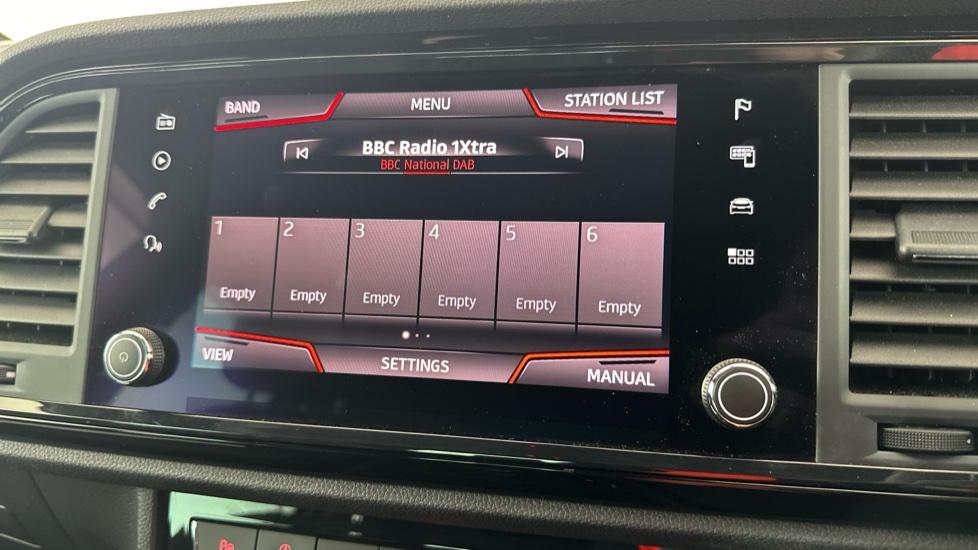 BAND MENU STATION LIST
BBC Radio 1Xtra
BBC National DAB
1 2 3 4 5 6
Empty Empty Empty Empty Empty Empty
VIEW SETTINGS MANUAL